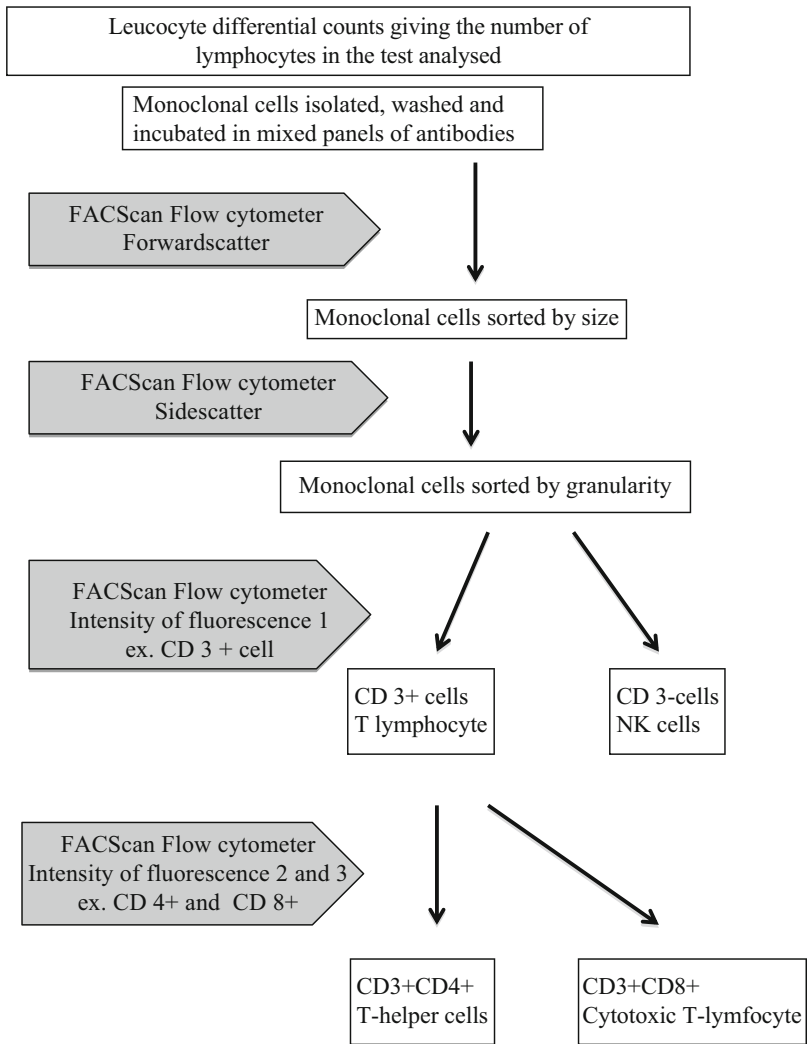 Leucocyte differential counts giving the number of
lymphocytes in the test analysed
Monoclonal cells isolated, washed and
incubated in mixed panels of antibodies
FACScan Flow cytometer
Forwardscatter
Monoclonal cells sorted by size
FACScan Flow cytometer
Sidescatter
Monoclonal cells sorted by granularity
FACScan Flow cytometer
Intensity of fluorescence 1
ex. CD 3 + cell
CD 3+ cells
T lymphocyte
CD 3-cells
NK cells
FACScan Flow cytometer
Intensity of fluorescence 2 and 3
ex. CD 4+ and CD 8+
CD3+CD4+
T-helper cells
CD3+CD8+
Cytotoxic T-lymfocyte